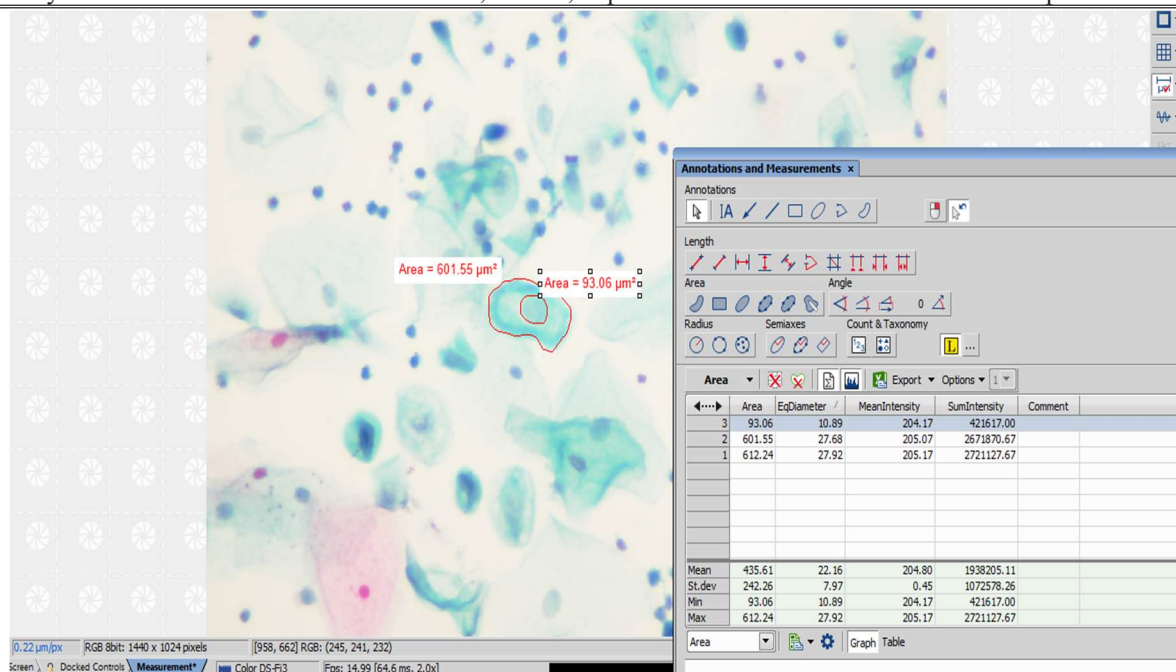 Annotations and Measurements ×
Annotations
IA
Length
Area = 601.55 µm²
Area = 93.06 µm²
Area Angle
0
Radius Semiaxes Count & Taxonomy
L ...
Area Export Options 1
Area EqDiameter / MeanIntensity SumIntensity Comment
3 93.06 10.89 204.17 421617.00
2 601.55 27.68 205.07 2671870.67
1 612.24 27.92 205.17 2721127.67
Mean 435.61 22.16 204.80 1938205.11
St.dev 242.26 7.97 0.45 1072578.26
Min 93.06 10.89 204.17 421617.00
Max 612.24 27.92 205.17 2721127.67
Area Graph Table
0.22 µm/px RGB 8bit: 1440 x 1024 pixels [958, 662] RGB: (245, 241, 232)
Screen Docked Controls Measurement* Color DS-Fi3 Fps: 14.99 [64.6 ms, 2.0x]